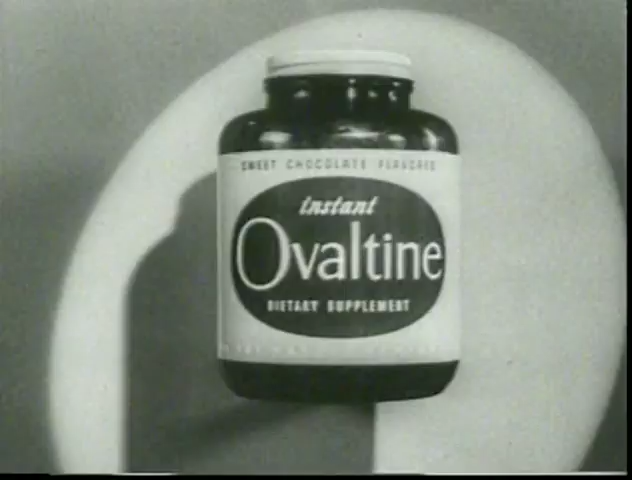 SWEET CHOCOLATE FLAVORED
instant
Ovaltine
DIETARY SUPPLEMENT